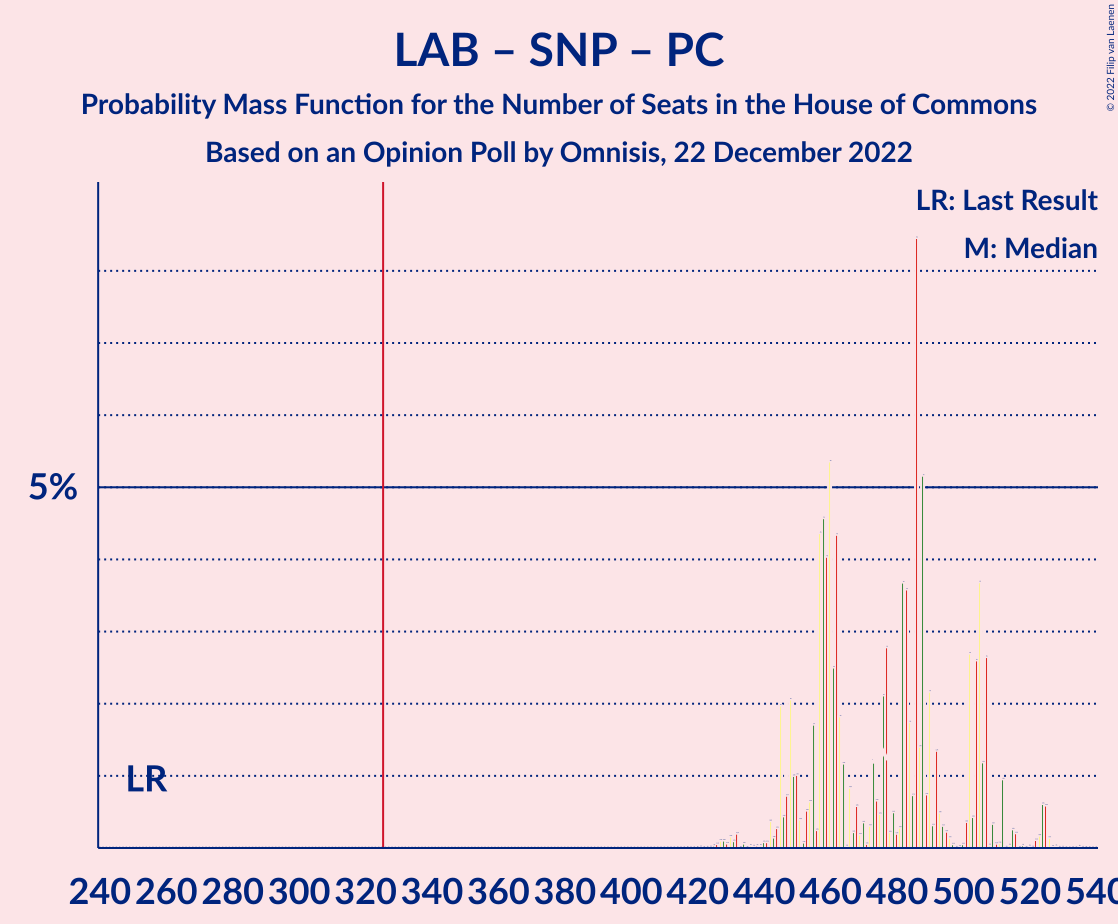 LAB – SNP – PC
Probability Mass Function for the Number of Seats in the House of Commons
Based on an Opinion Poll by Omnisis, 22 December 2022
© 2022 Filip van Laenen
LR: Last Result
M: Median
5%
LR
240 260 280 300 320 340 360 380 400 420 440 460 480 500 520 540